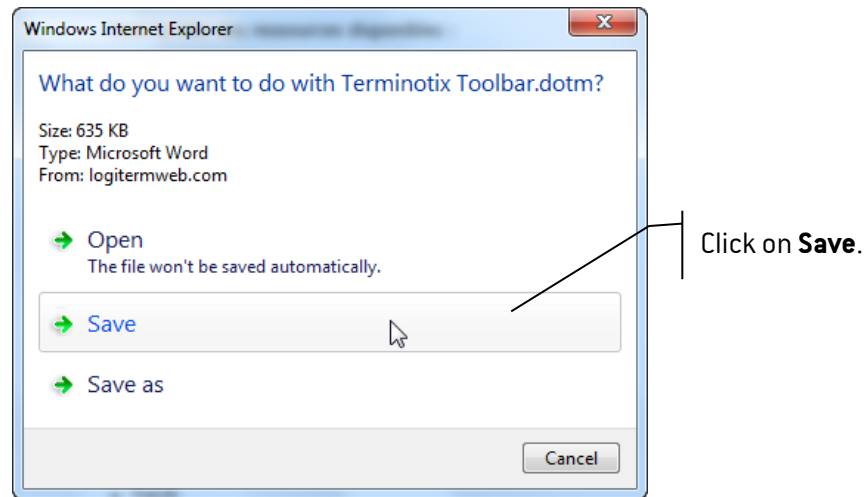 Windows Internet Explorer
What do you want to do with Terminotix Toolbar.dotm?
Size: 635 KB
Type: Microsoft Word
From: logitermweb.com
Open
The file won't be saved automatically.
Save
Save as
Cancel
Click on Save.